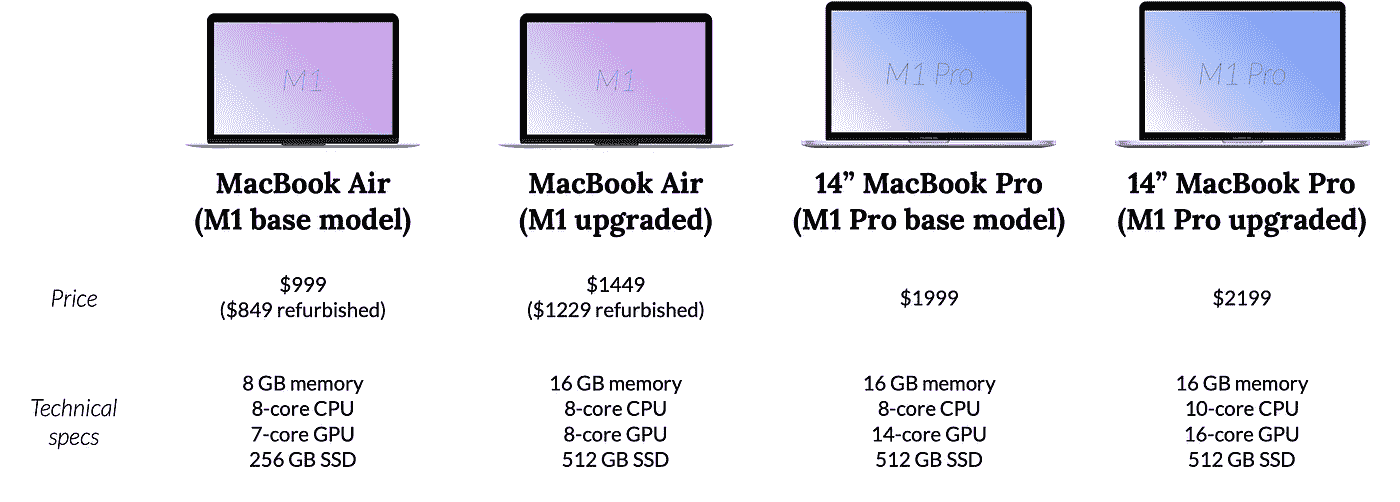 M1
M1
M1 Pro
M1 Pro
MacBook Air
(M1 base model)
MacBook Air
(M1 upgraded)
14” MacBook Pro
(M1 Pro base model)
14” MacBook Pro
(M1 Pro upgraded)
Price
$999
($849 refurbished)
$1449
($1229 refurbished)
$1999
$2199
Technical
specs
8 GB memory
8-core CPU
7-core GPU
256 GB SSD
16 GB memory
8-core CPU
8-core GPU
512 GB SSD
16 GB memory
8-core CPU
14-core GPU
512 GB SSD
16 GB memory
10-core CPU
16-core GPU
512 GB SSD